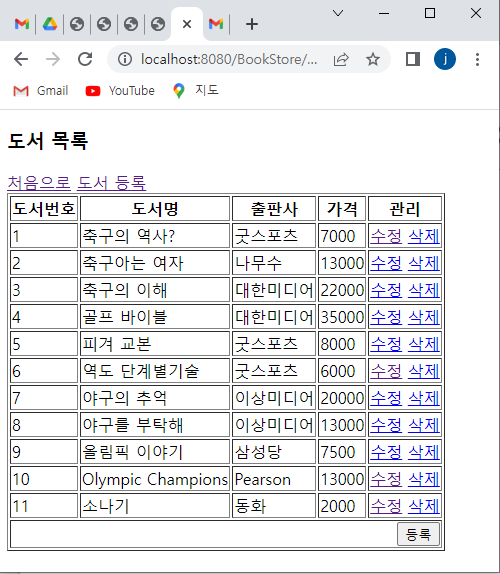 localhost:8080/BookStore/...
j
Gmail YouTube 지도
도서 목록
처음으로 도서 등록
도서번호 도서명 출판사 가격 관리
1 축구의 역사? 굿스포츠 7000 수정 삭제
2 축구아는 여자 나무수 13000 수정 삭제
3 축구의 이해 대한미디어 22000 수정 삭제
4 골프 바이블 대한미디어 35000 수정 삭제
5 피겨 교본 굿스포츠 8000 수정 삭제
6 역도 단계별기술 굿스포츠 6000 수정 삭제
7 야구의 추억 이상미디어 20000 수정 삭제
8 야구를 부탁해 이상미디어 13000 수정 삭제
9 올림픽 이야기 삼성당 7500 수정 삭제
10 Olympic Champions Pearson 13000 수정 삭제
11 소나기 동화 2000 수정 삭제
등록